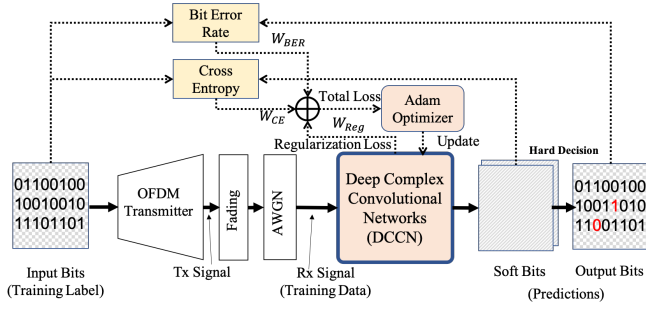 Bit Error
Rate
W_BER
Cross
Entropy
W_CE
Total Loss
W_Reg
Adam
Optimizer
Regularization Loss
Update
Hard Decision
01100100
10010010
11101101
OFDM
Transmitter
Fading
AWGN
Deep Complex
Convolutional
Networks
(DCCN)
01100100
10011010
11001101
Input Bits
(Training Label)
Tx Signal
Rx Signal
(Training Data)
Soft Bits
Output Bits
(Predictions)